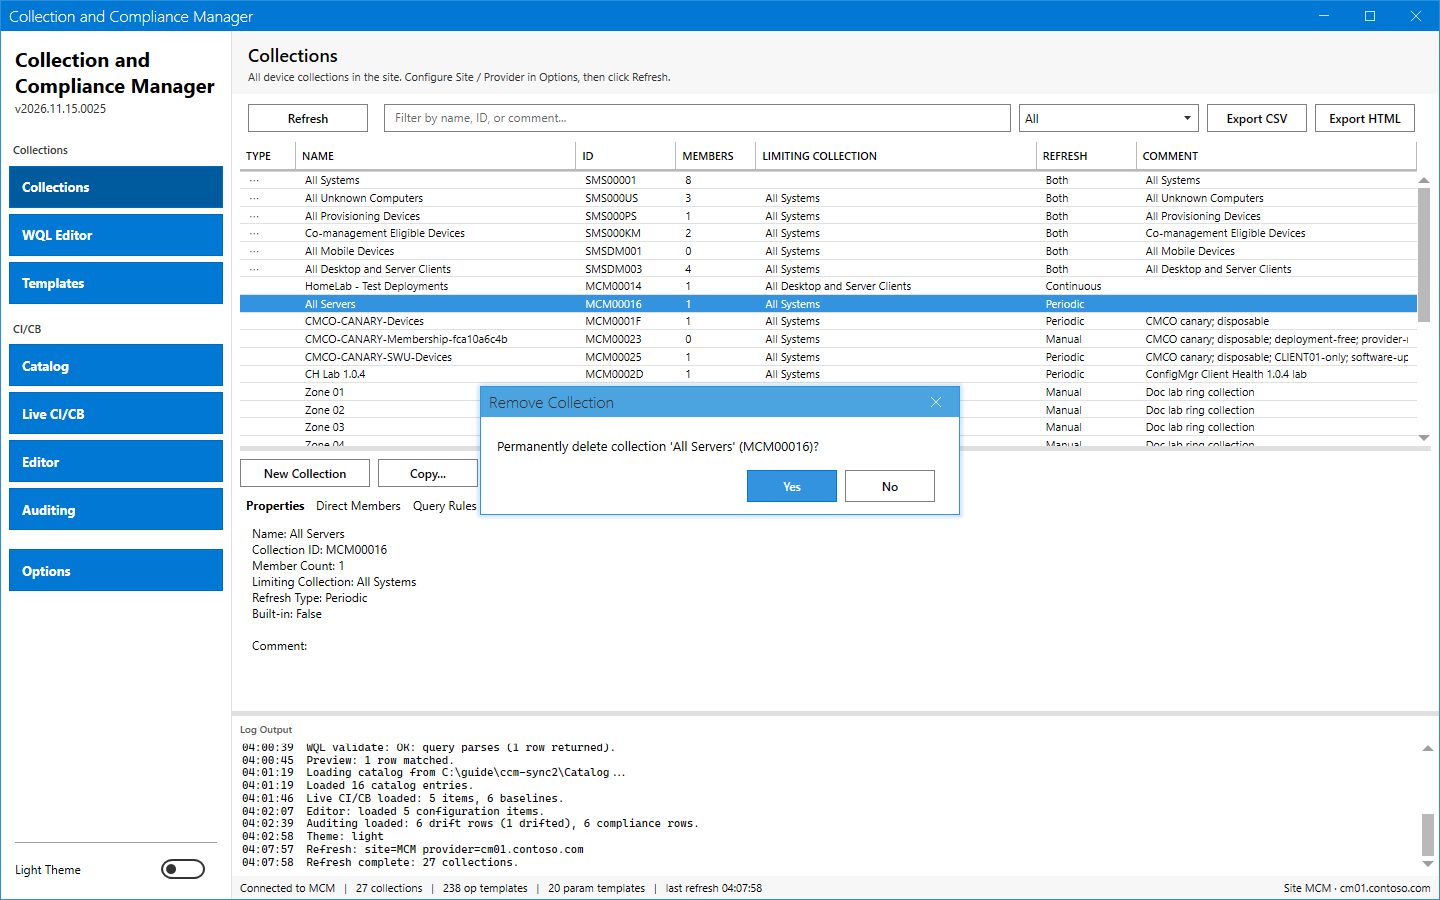 Collection and Compliance Manager
Collection and
Compliance Manager
v2026.11.15.0025
Collections
Collections
WQL Editor
Templates
CI/CB
Catalog
Live CI/CB
Editor
Auditing
Options
Light Theme
Collections
All device collections in the site. Configure Site / Provider in Options, then click Refresh.
Refresh
Filter by name, ID, or comment...
All
Export CSV
Export HTML
TYPE NAME ID MEMBERS LIMITING COLLECTION REFRESH COMMENT
... All Systems SMS00001 8 Both All Systems
... All Unknown Computers SMS000US 3 All Systems Both All Unknown Computers
... All Provisioning Devices SMS000PS 1 All Systems Both All Provisioning Devices
... Co-management Eligible Devices SMS000KM 2 All Systems Both Co-management Eligible Devices
... All Mobile Devices SMSDM001 0 All Systems Both All Mobile Devices
... All Desktop and Server Clients SMSDM003 4 All Systems Both All Desktop and Server Clients
HomeLab - Test Deployments MCM00014 1 All Desktop and Server Clients Continuous
All Servers MCM00016 1 All Systems Periodic
CMCO-CANARY-Devices MCM0001F 1 All Systems Periodic CMCO canary; disposable
CMCO-CANARY-Membership-fca10a6c4b MCM00023 0 All Systems Manual CMCO canary; disposable; deployment-free; provider-
CMCO-CANARY-SWU-Devices MCM00025 1 All Systems Periodic CMCO canary; disposable; CLIENT01-only; software-up
CH Lab 1.0.4 MCM0002D 1 All Systems Periodic ConfigMgr Client Health 1.0.4 lab
Zone 01 Manual Doc lab ring collection
Zone 02 Manual Doc lab ring collection
Zone 03 Manual Doc lab ring collection
Zone 04 Manual Doc lab ring collection
Remove Collection
Permanently delete collection 'All Servers' (MCM00016)?
Yes
No
New Collection
Copy...
Properties Direct Members Query Rules
Name: All Servers
Collection ID: MCM00016
Member Count: 1
Limiting Collection: All Systems
Refresh Type: Periodic
Built-in: False
Comment:
Log Output
04:00:39 WQL validate: OK: query parses (1 row returned).
04:00:45 Preview: 1 row matched.
04:01:19 Loading catalog from C:\guide\ccm-sync2\Catalog...
04:01:19 Loaded 16 catalog entries.
04:01:46 Live CI/CB loaded: 5 items, 6 baselines.
04:02:07 Editor: loaded 5 configuration items.
04:02:39 Auditing loaded: 6 drift rows (1 drifted), 6 compliance rows.
04:02:58 Theme: light
04:07:57 Refresh: site=MCM provider=cm01.contoso.com
04:07:58 Refresh complete: 27 collections.
Connected to MCM | 27 collections | 238 op templates | 20 param templates | last refresh 04:07:58
Site MCM · cm01.contoso.com